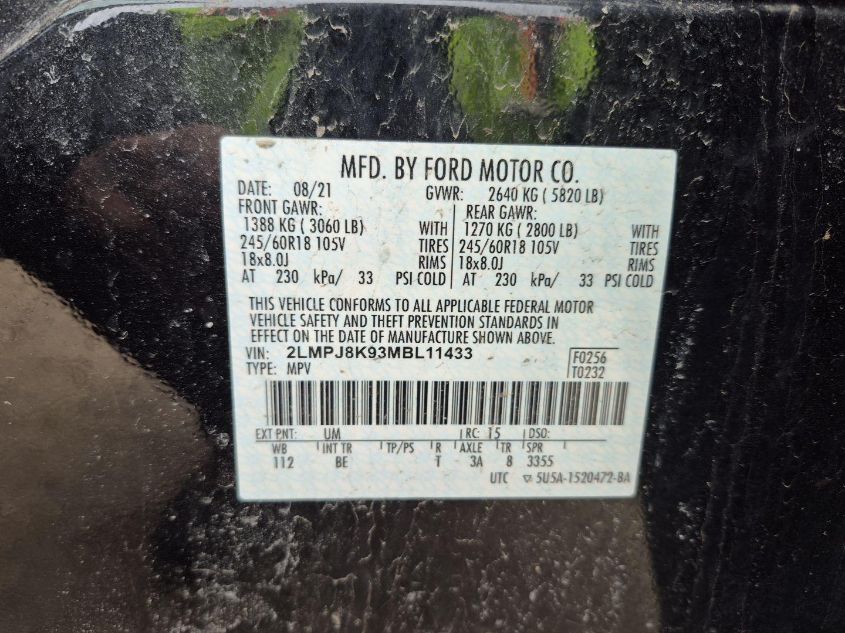 MFD. BY FORD MOTOR CO.
DATE: 08/21 GVWR: 2640 KG ( 5820 LB)
FRONT GAWR: REAR GAWR:
1388 KG ( 3060 LB) WITH 1270 KG ( 2800 LB) WITH
245/60R18 105V TIRES 245/60R18 105V TIRES
18x8.0J RIMS 18x8.0J RIMS
AT 230 kPa/ 33 PSI COLD AT 230 kPa/ 33 PSI COLD
THIS VEHICLE CONFORMS TO ALL APPLICABLE FEDERAL MOTOR
VEHICLE SAFETY AND THEFT PREVENTION STANDARDS IN
EFFECT ON THE DATE OF MANUFACTURE SHOWN ABOVE.
VIN: 2LMPJ8K93MBL11433 F0256
TYPE: MPV T0232
EXT PNT: UM RC: 15 DSO:
WB INT TR TP/PS R AXLE TR SPR
112 BE T 3A 8 3355
UTC ▽ 5U5A-1520472-BA